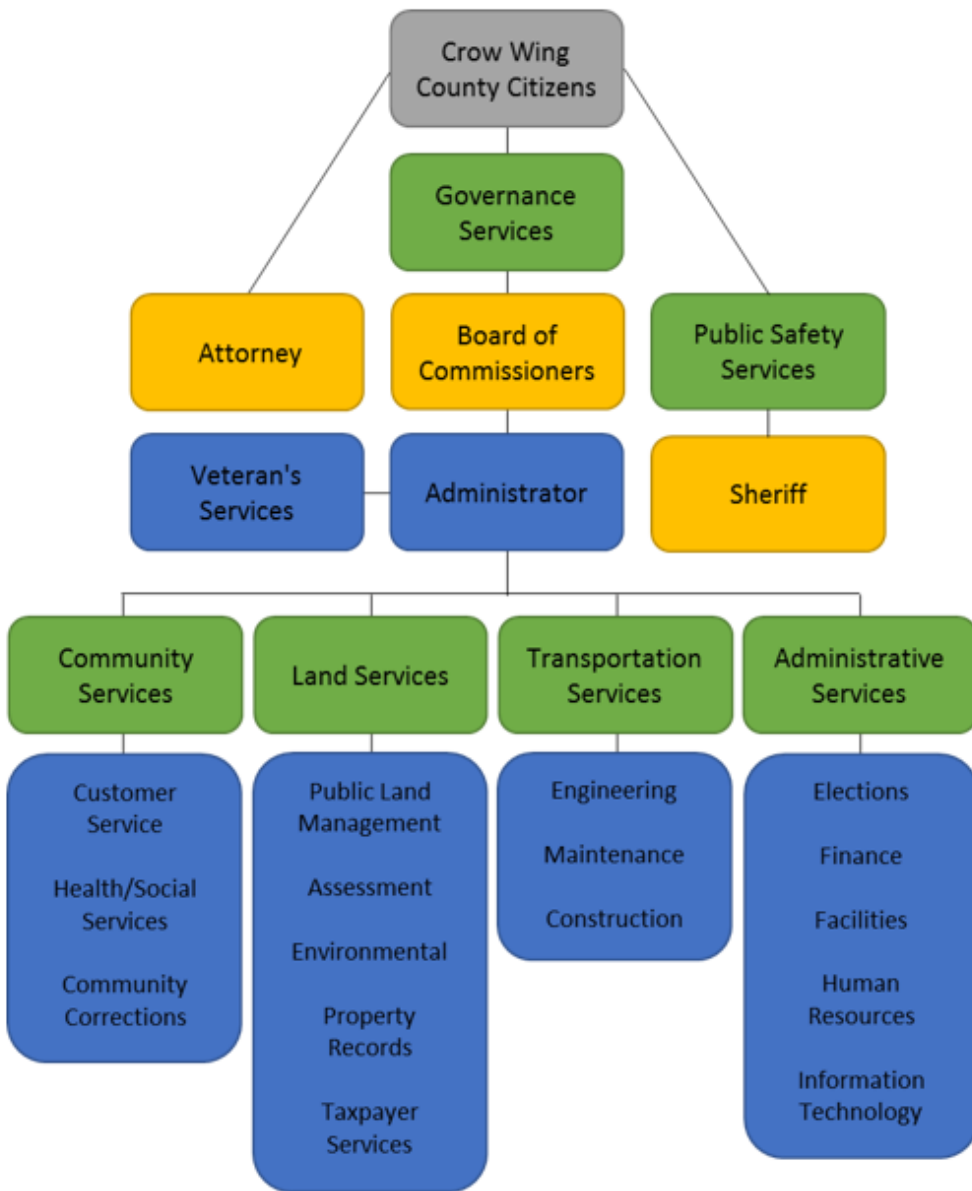 Crow Wing
County Citizens
Governance
Services
Attorney
Board of
Commissioners
Public Safety
Services
Veteran's
Services
Administrator
Sheriff
Community
Services
Land Services
Transportation
Services
Administrative
Services
Customer
Service
Health/Social
Services
Community
Corrections
Public Land
Management
Assessment
Environmental
Property
Records
Taxpayer
Services
Engineering
Maintenance
Construction
Elections
Finance
Facilities
Human
Resources
Information
Technology